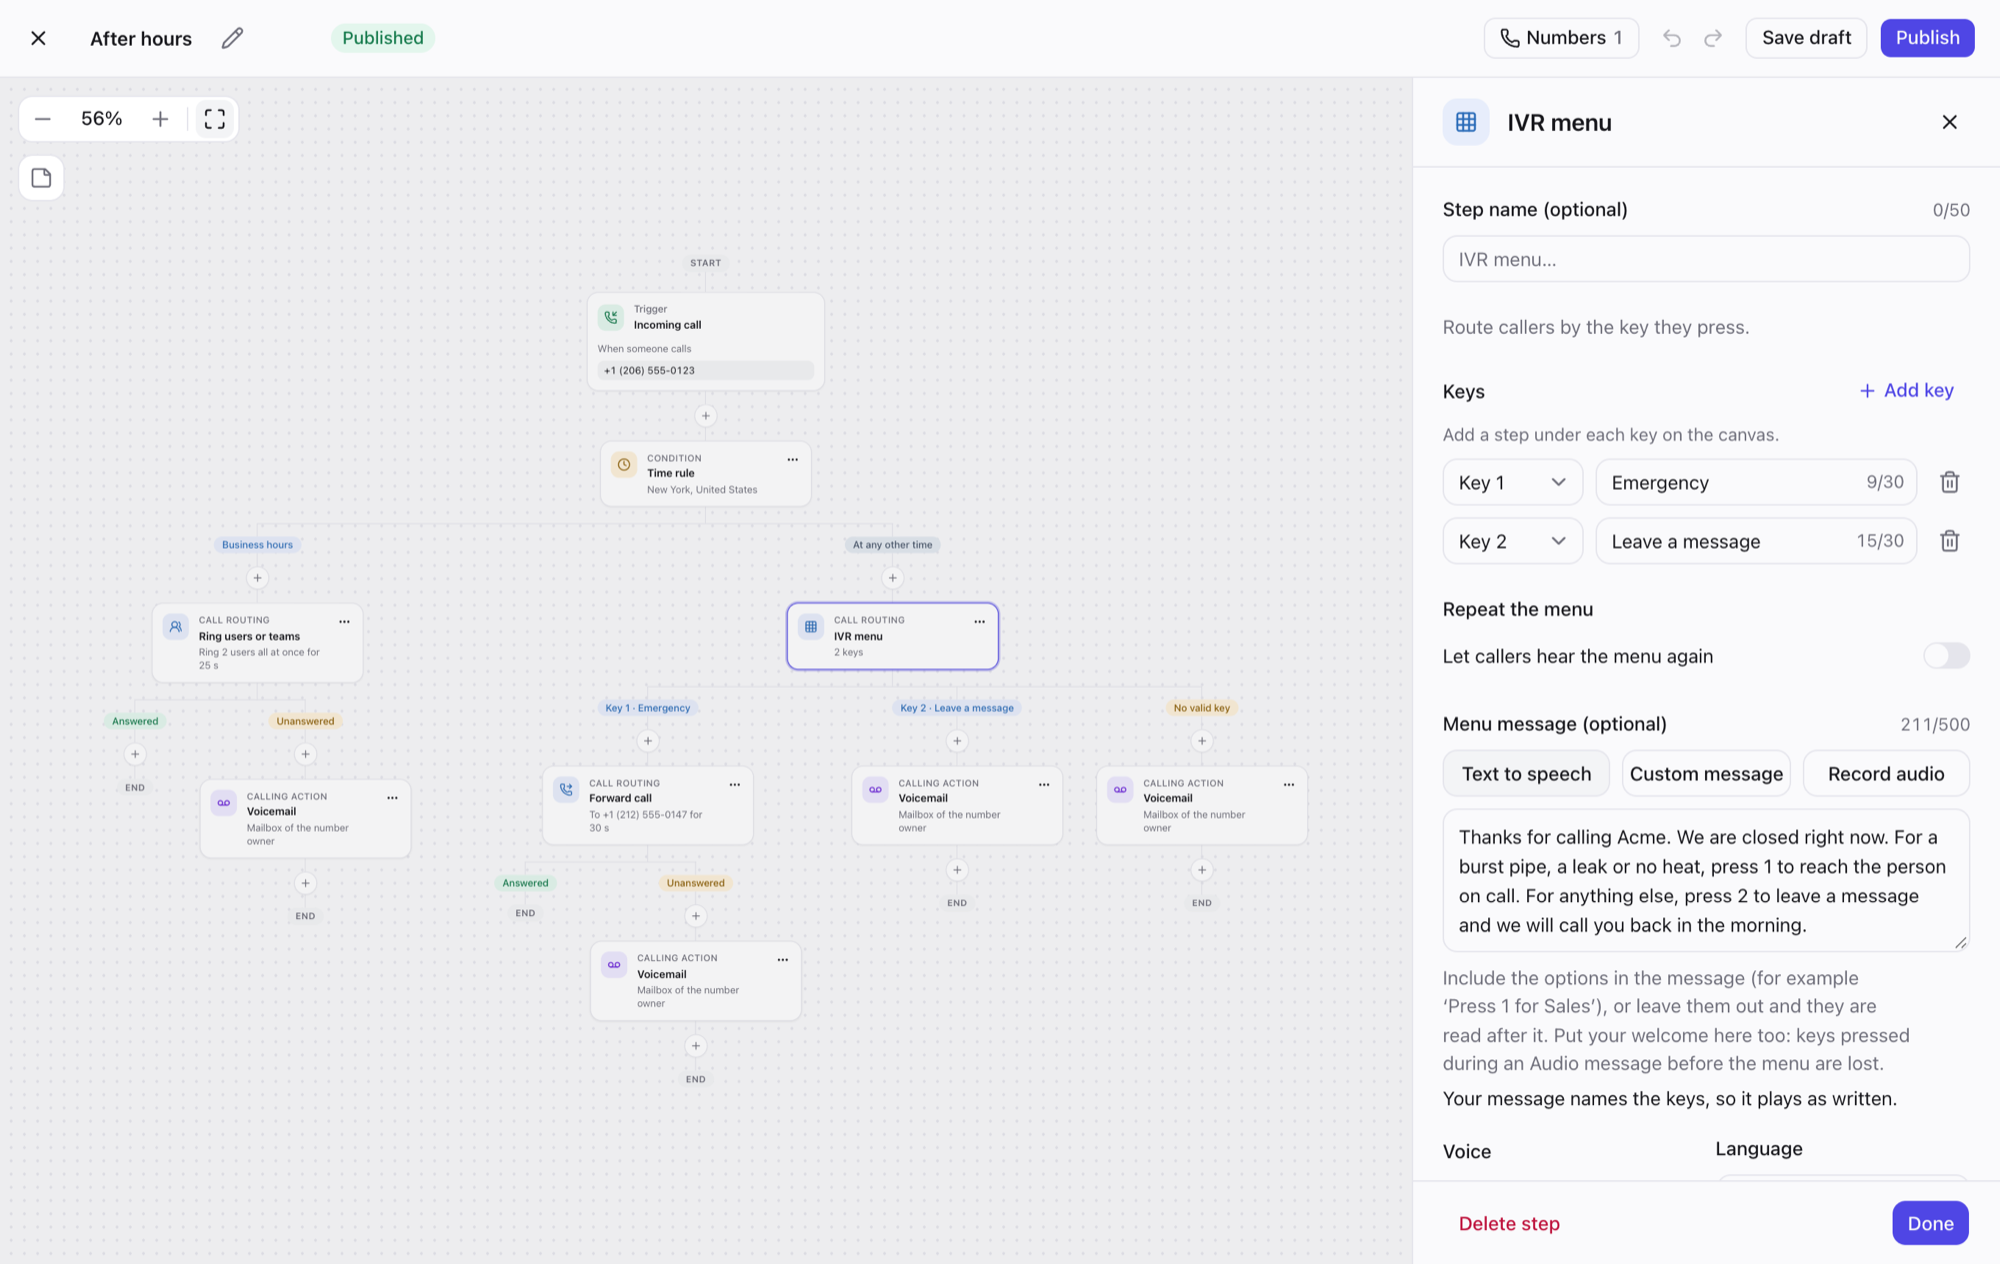 After hours
Published
Numbers 1
Save draft
Publish
56%
START
Trigger
Incoming call
When someone calls
+1 (206) 555-0123
CONDITION
Time rule
New York, United States
Business hours
At any other time
CALL ROUTING
Ring users or teams
Ring 2 users all at once for
25 s
CALL ROUTING
IVR menu
2 keys
Answered
Unanswered
Key 1 · Emergency
Key 2 · Leave a message
No valid key
END
CALLING ACTION
Voicemail
Mailbox of the number
owner
END
CALL ROUTING
Forward call
To +1 (212) 555-0147 for
30 s
CALLING ACTION
Voicemail
Mailbox of the number
owner
END
CALLING ACTION
Voicemail
Mailbox of the number
owner
END
Answered
Unanswered
END
CALLING ACTION
Voicemail
Mailbox of the number
owner
END
IVR menu
Step name (optional)
0/50
IVR menu...
Route callers by the key they press.
Keys
+ Add key
Add a step under each key on the canvas.
Key 1
Emergency
9/30
Key 2
Leave a message
15/30
Repeat the menu
Let callers hear the menu again
Menu message (optional)
211/500
Text to speech
Custom message
Record audio
Thanks for calling Acme. We are closed right now. For a
burst pipe, a leak or no heat, press 1 to reach the person
on call. For anything else, press 2 to leave a message
and we will call you back in the morning.
Include the options in the message (for example
‘Press 1 for Sales’), or leave them out and they are
read after it. Put your welcome here too: keys pressed
during an Audio message before the menu are lost.
Your message names the keys, so it plays as written.
Voice
Language
Delete step
Done